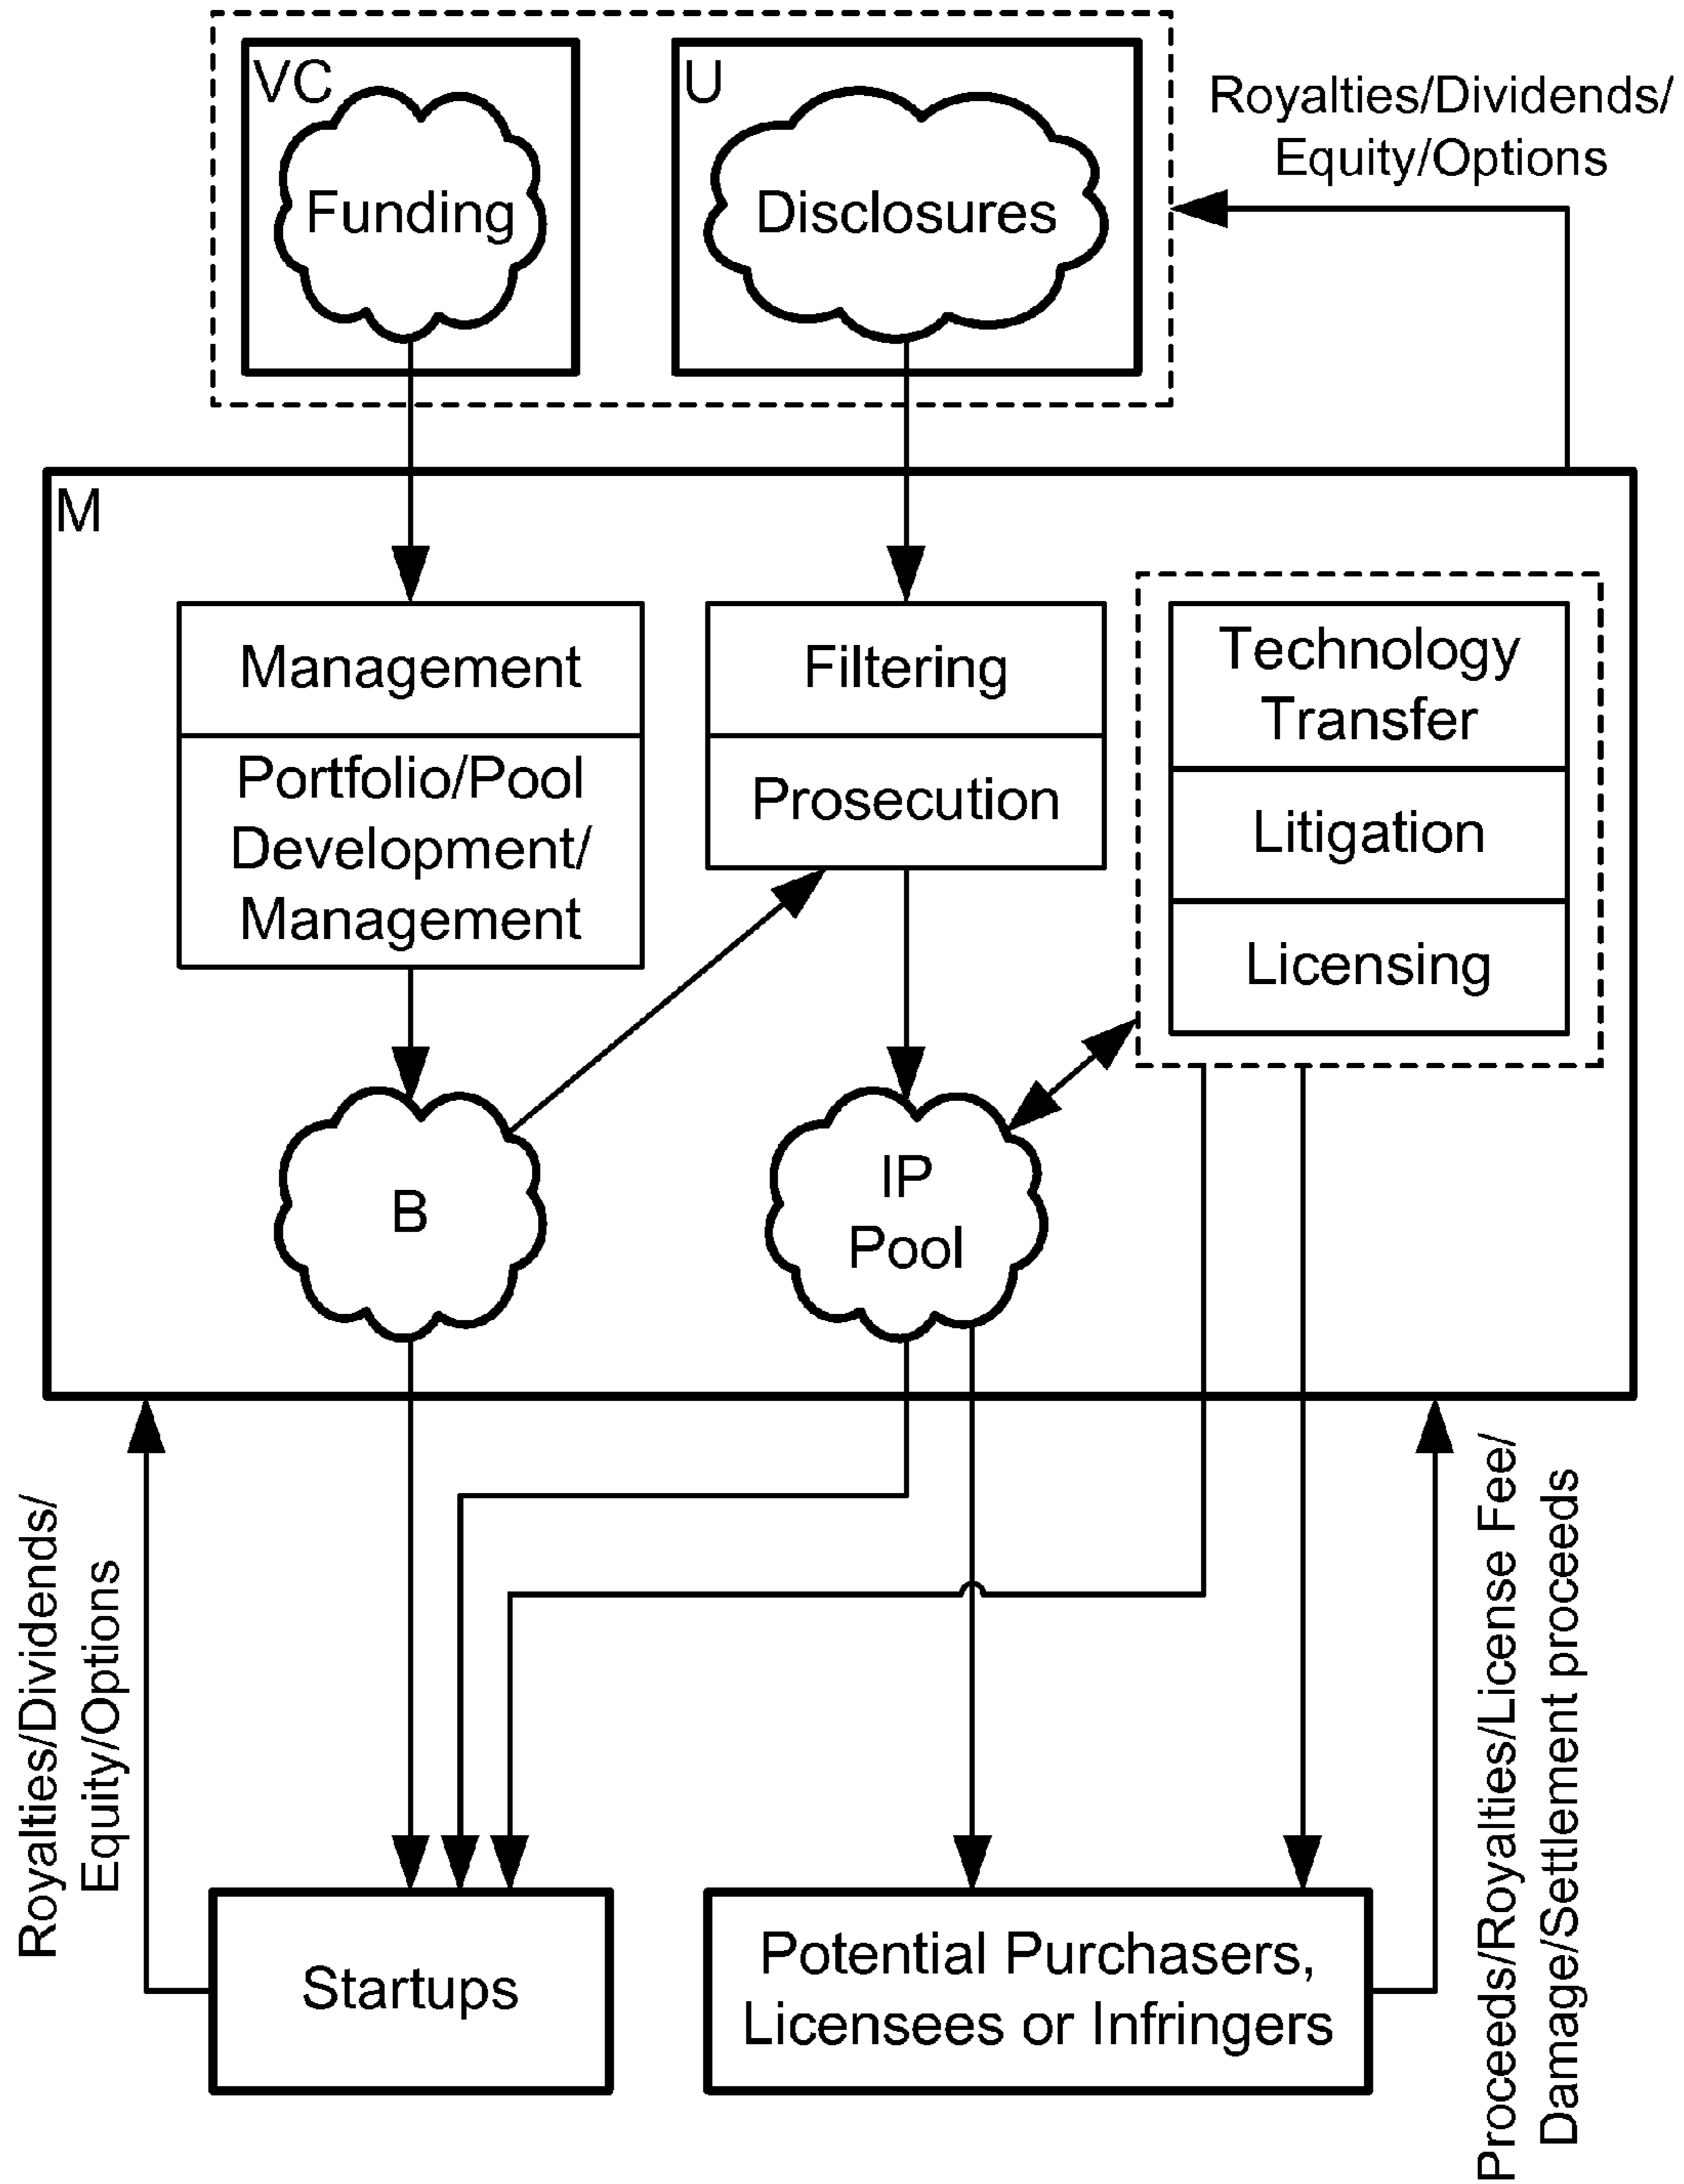 VC
Funding
U
Disclosures
Royalties/Dividends/
Equity/Options
M
Management
Portfolio/Pool
Development/
Management
Filtering
Prosecution
Technology
Transfer
Litigation
Licensing
B
IP
Pool
Royalties/Dividends/
Equity/Options
Proceeds/Royalties/License Fee/
Damage/Settlement proceeds
Startups
Potential Purchasers,
Licensees or Infringers